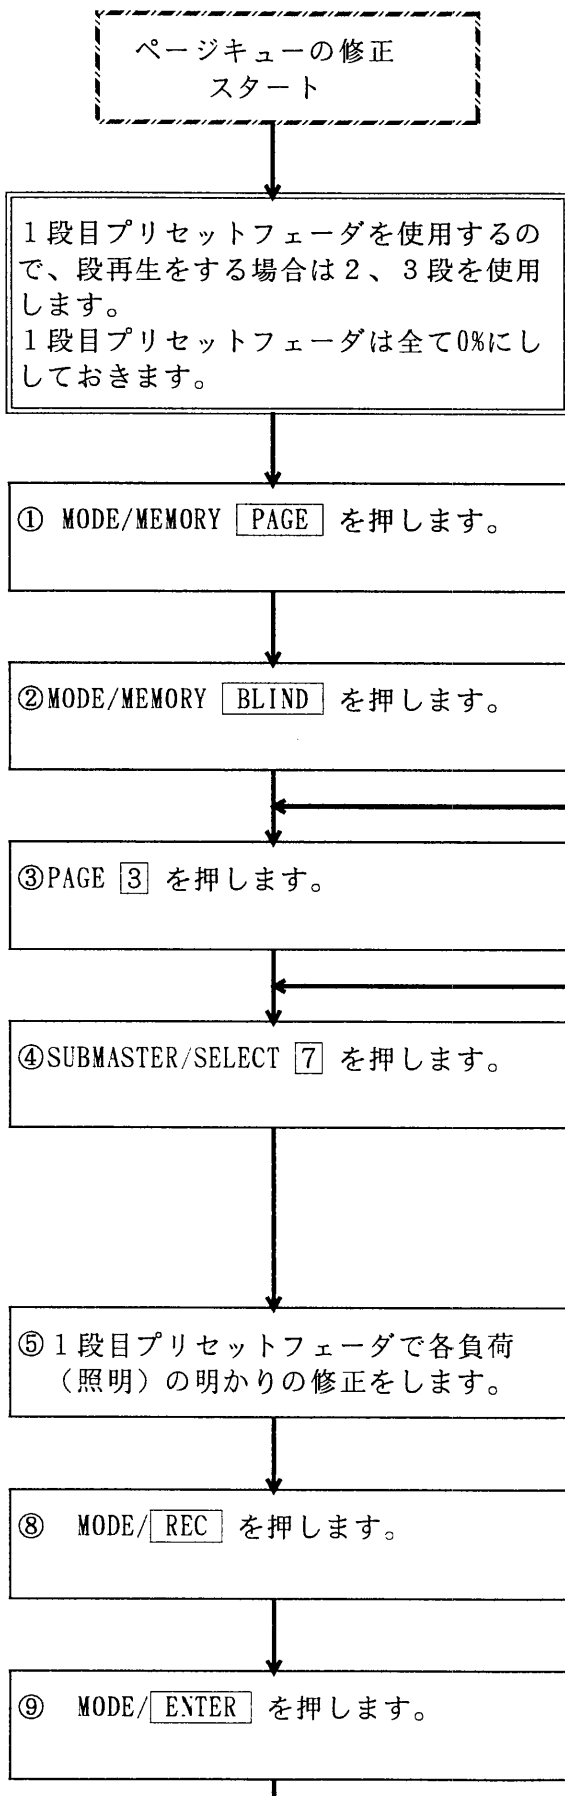 ページキューの修正
スタート
１段目プリセットフェーダを使用するの
で、段再生をする場合は２、３段を使用
します。
１段目プリセットフェーダは全て0%にし
しておきます。
① MODE/MEMORY PAGE を押します。
②MODE/MEMORY BLIND を押します。
③PAGE 3 を押します。
④SUBMASTER/SELECT 7 を押します。
⑤１段目プリセットフェーダで各負荷
（照明）の明かりの修正をします。
⑧ MODE/ REC を押します。
⑨ MODE/ ENTER を押します。